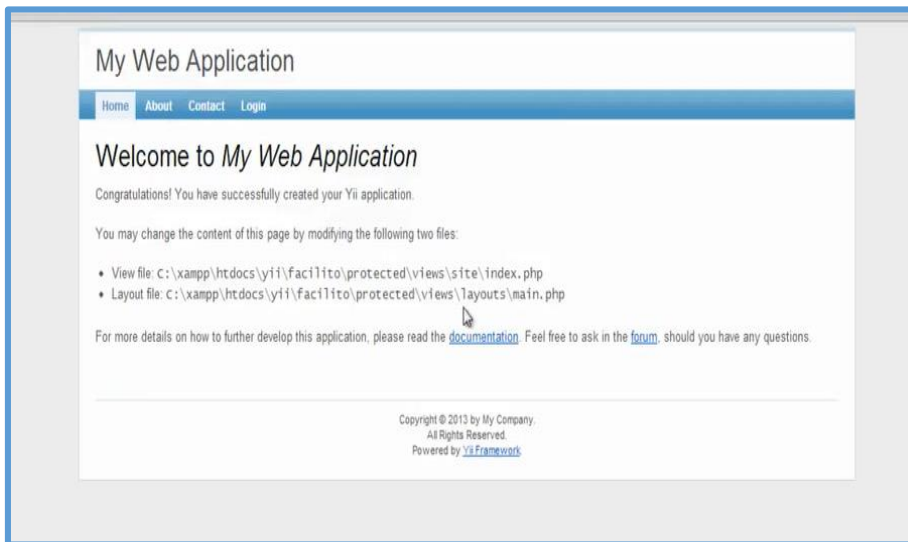 My Web Application
Home About Contact Login
Welcome to My Web Application
Congratulations! You have successfully created your Yii application.
You may change the content of this page by modifying the following two files:
• View file: C:\xampp\htdocs\yii\facilito\protected\views\site\index.php
• Layout file: C:\xampp\htdocs\yii\facilito\protected\views\layouts\main.php
For more details on how to further develop this application, please read the documentation. Feel free to ask in the forum, should you have any questions.
Copyright © 2013 by My Company.
All Rights Reserved.
Powered by Yii Framework.